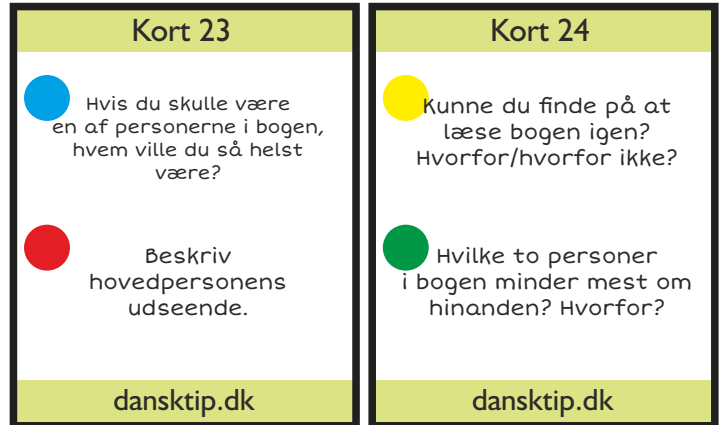 Kort 23
Hvis du skulle være
en af personerne i bogen,
hvem ville du så helst
være?
Beskriv
hovedpersonens
udseende.
dansktip.dk
Kort 24
Kunne du finde på at
læse bogen igen?
Hvorfor/hvorfor ikke?
Hvilke to personer
i bogen minder mest om
hinanden? Hvorfor?
dansktip.dk